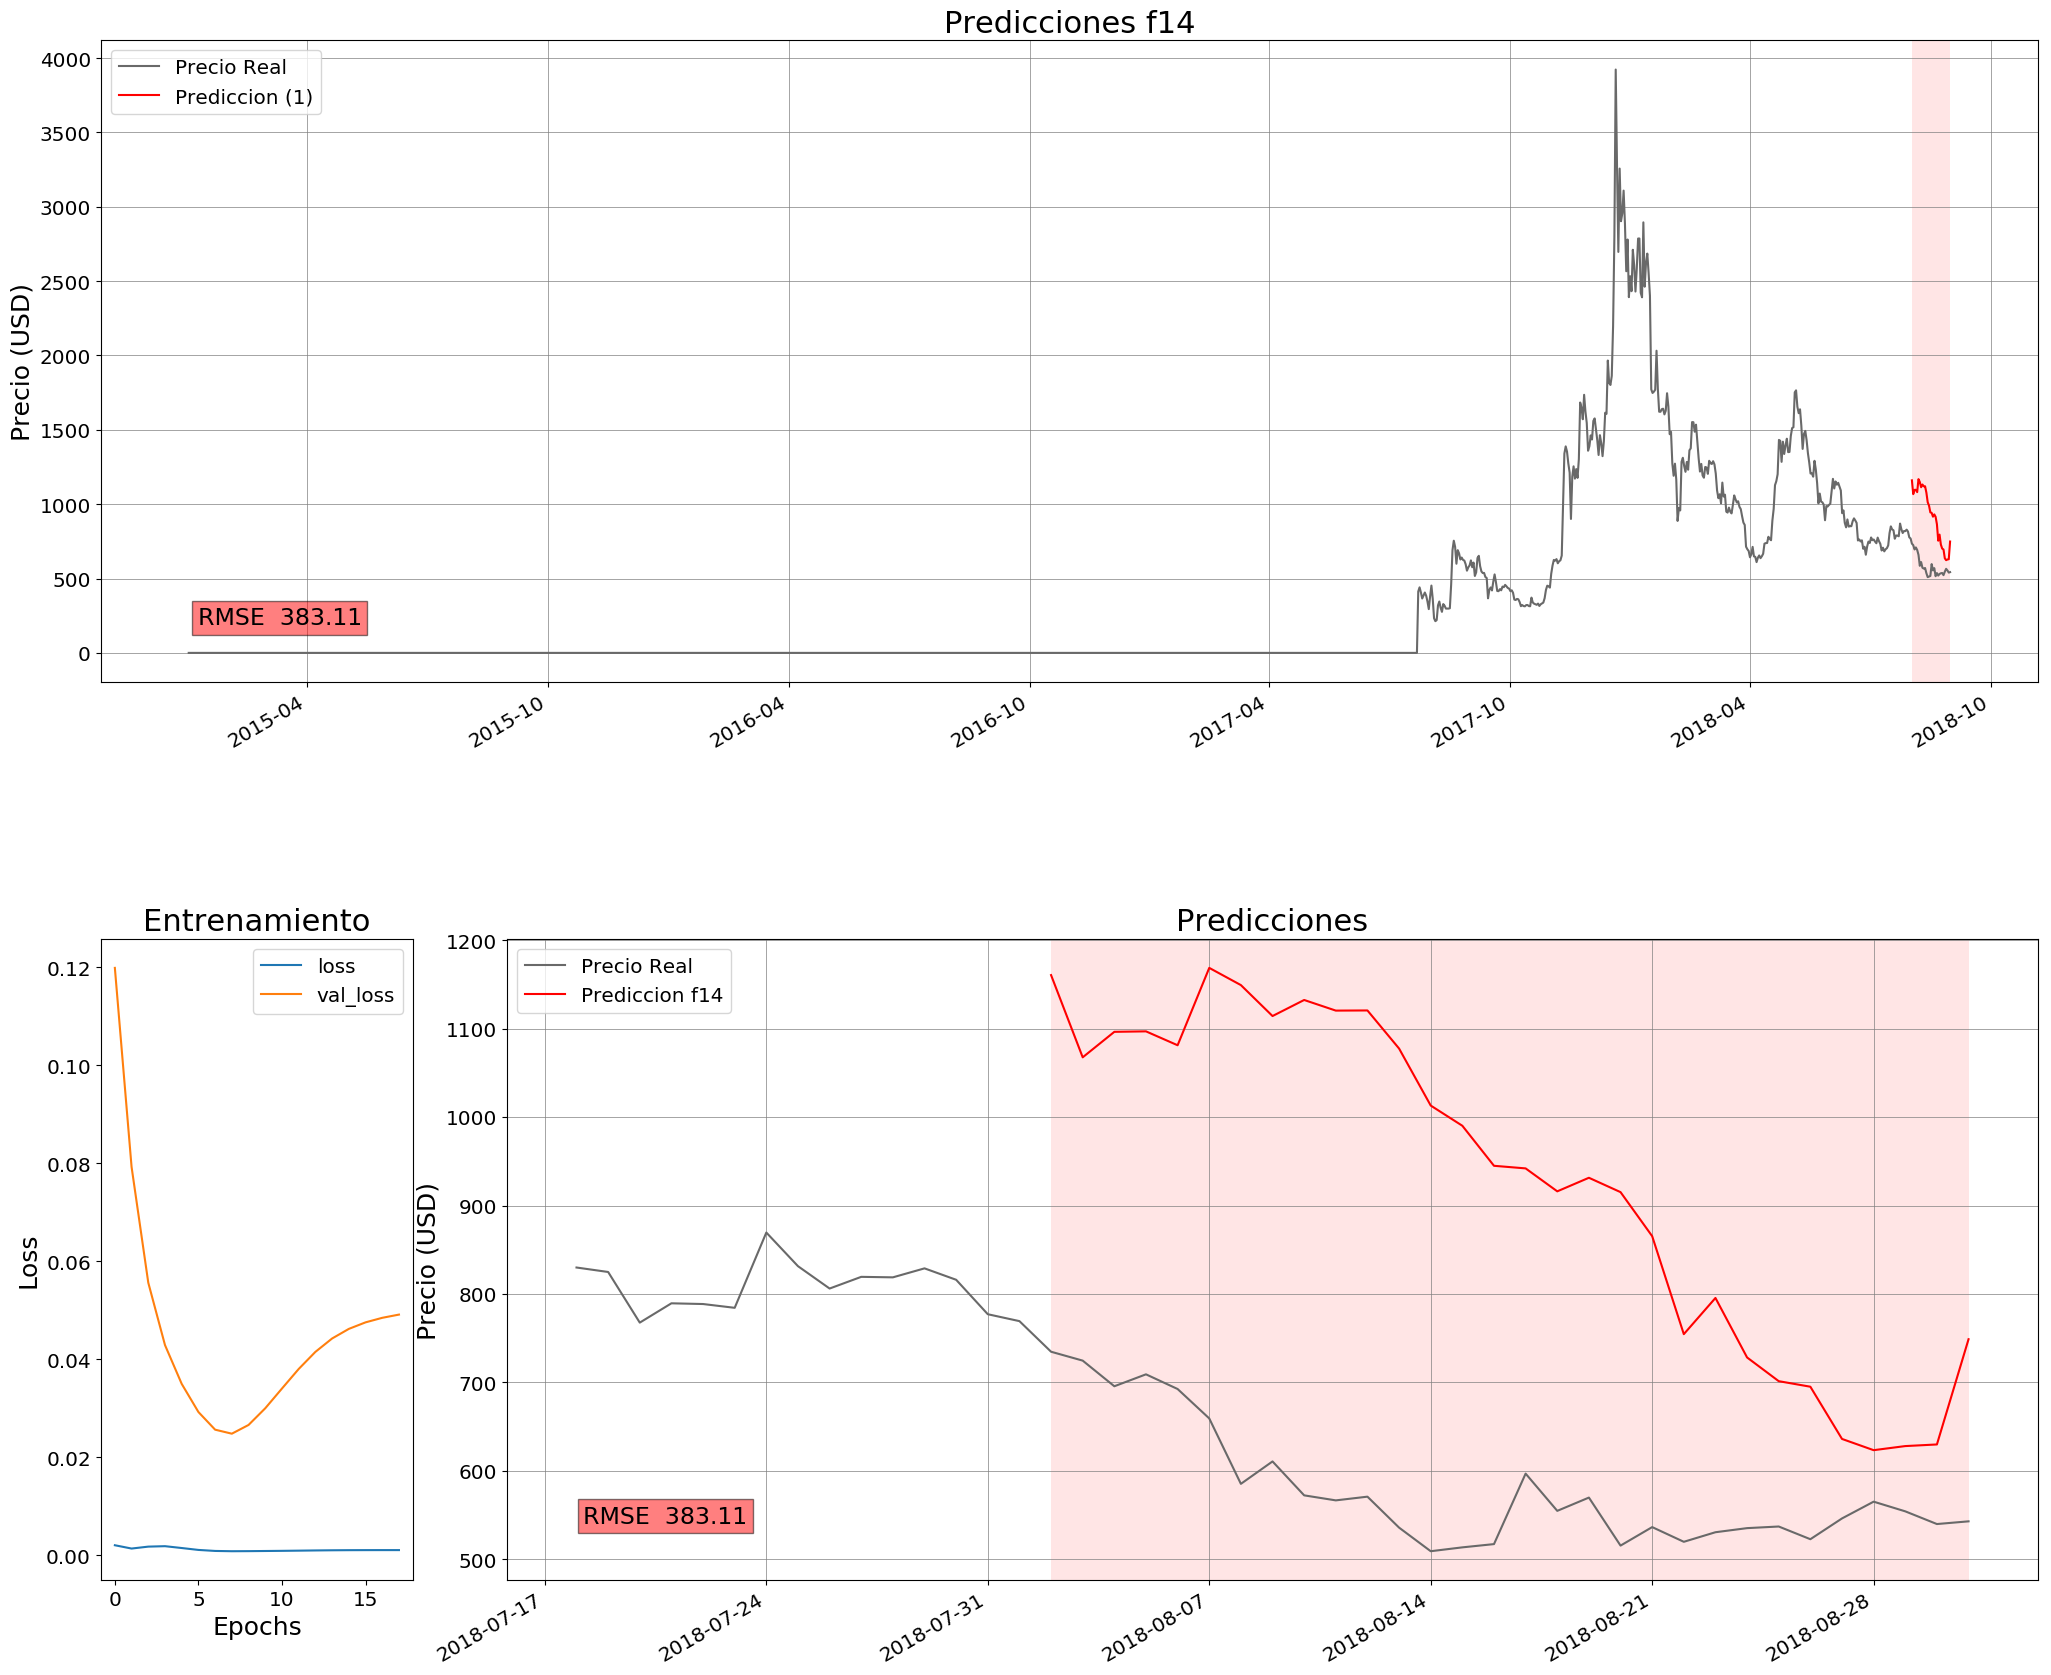 Predicciones f14
Precio Real
Prediccion (1)
Precio (USD)
4000
3500
3000
2500
2000
1500
1000
500
0
RMSE  383.11
2015-04
2015-10
2016-04
2016-10
2017-04
2017-10
2018-04
2018-10
Entrenamiento
loss
val_loss
Loss
0.12
0.10
0.08
0.06
0.04
0.02
0.00
0
5
10
15
Epochs
Predicciones
Precio Real
Prediccion f14
Precio (USD)
1200
1100
1000
900
800
700
600
500
RMSE  383.11
2018-07-17
2018-07-24
2018-07-31
2018-08-07
2018-08-14
2018-08-21
2018-08-28